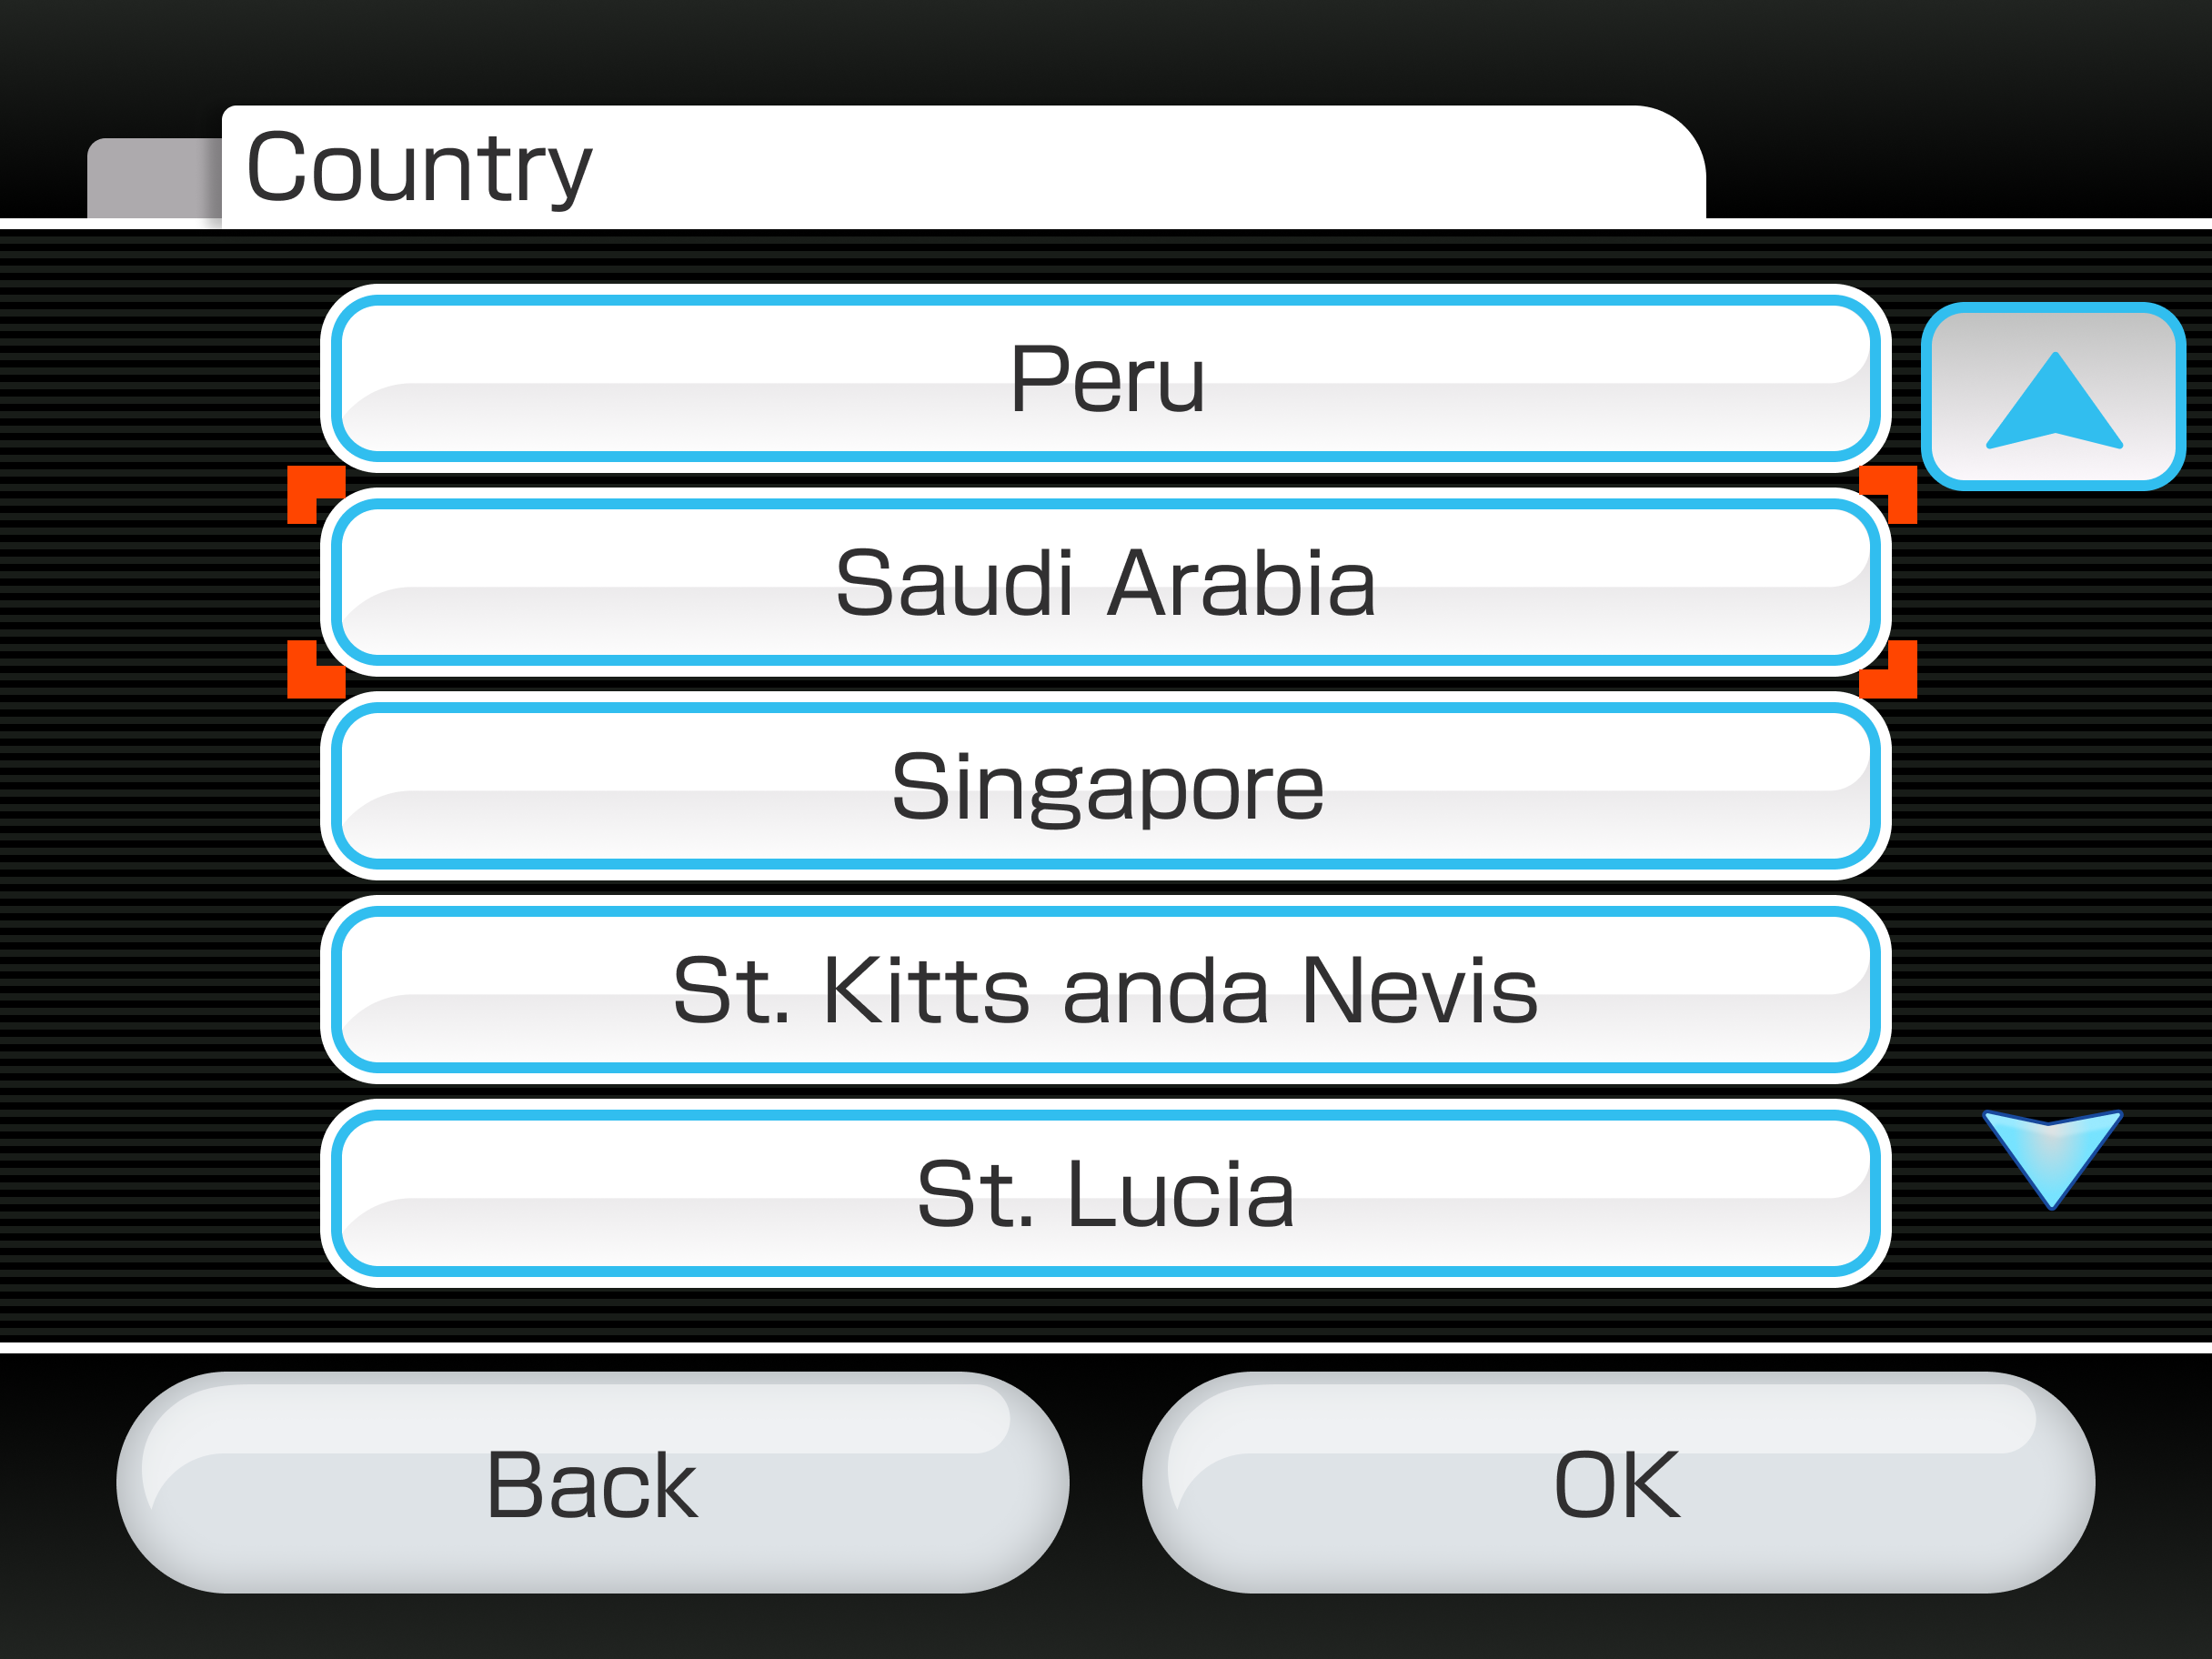 Country
Peru
Saudi Arabia
Singapore
St. Kitts anda Nevis
St. Lucia
Back
OK